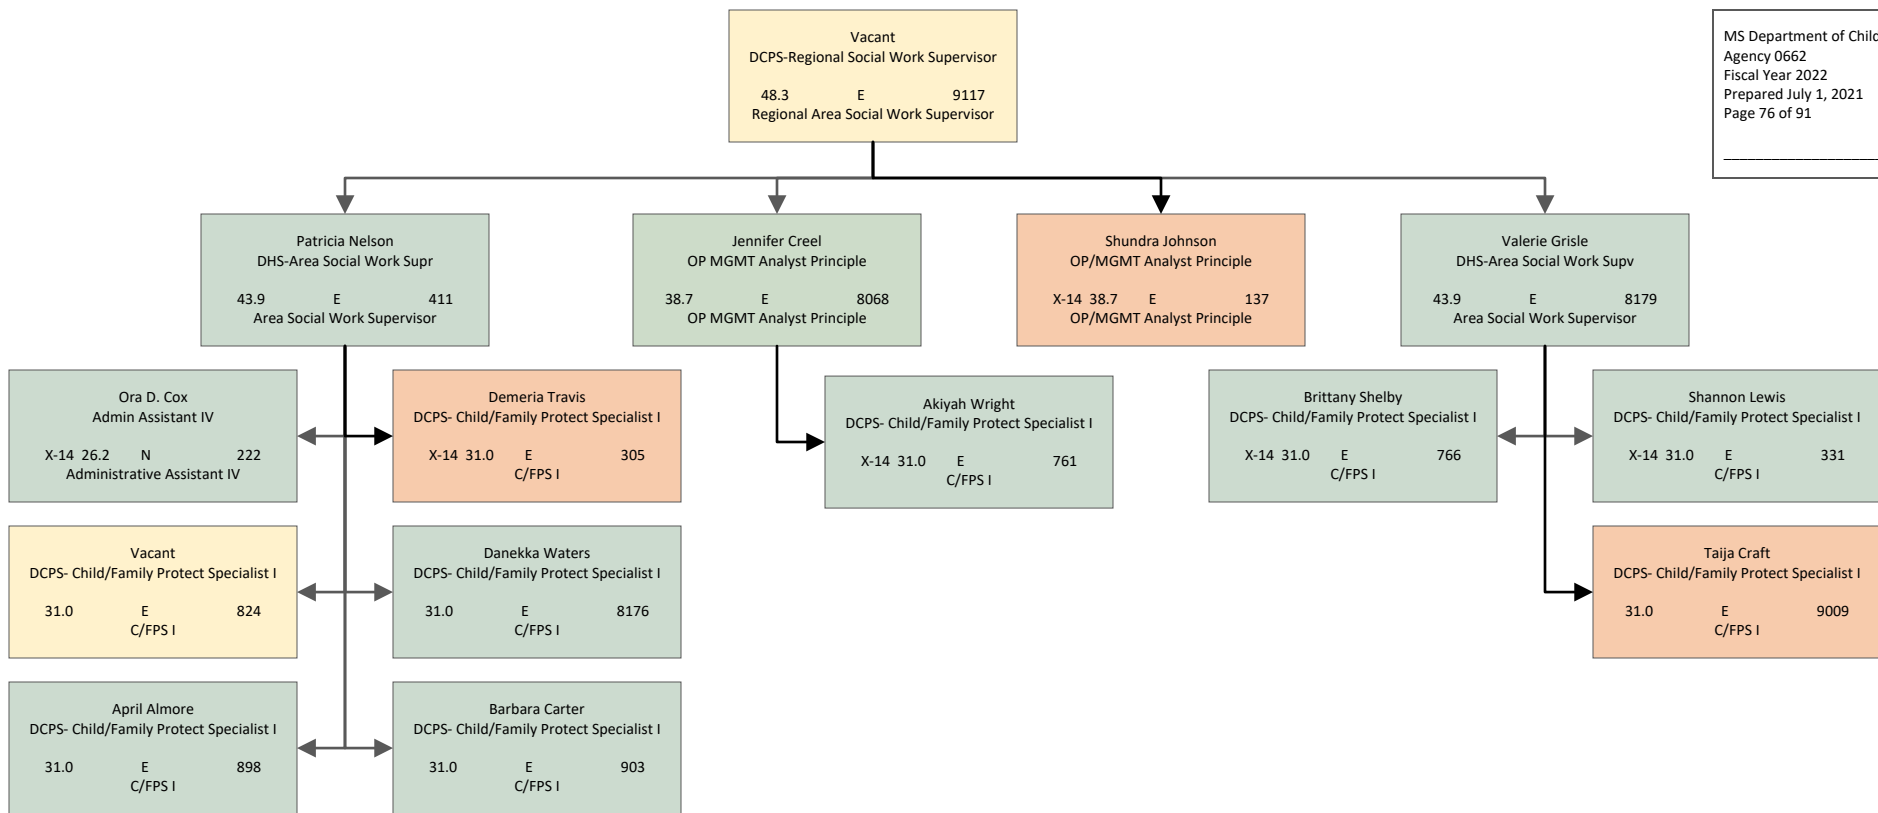 Vacant
DCPS-Regional Social Work Supervisor
48.3 E 9117
Regional Area Social Work Supervisor
MS Department of Child
Agency 0662
Fiscal Year 2022
Prepared July 1, 2021
Page 76 of 91
Patricia Nelson
DHS-Area Social Work Supr
43.9 E 411
Area Social Work Supervisor
Jennifer Creel
OP MGMT Analyst Principle
38.7 E 8068
OP MGMT Analyst Principle
Shundra Johnson
OP/MGMT Analyst Principle
X-14 38.7 E 137
OP/MGMT Analyst Principle
Valerie Grisle
DHS-Area Social Work Supv
43.9 E 8179
Area Social Work Supervisor
Ora D. Cox
Admin Assistant IV
X-14 26.2 N 222
Administrative Assistant IV
Demeria Travis
DCPS- Child/Family Protect Specialist I
X-14 31.0 E 305
C/FPS I
Akiyah Wright
DCPS- Child/Family Protect Specialist I
X-14 31.0 E 761
C/FPS I
Brittany Shelby
DCPS- Child/Family Protect Specialist I
X-14 31.0 E 766
C/FPS I
Shannon Lewis
DCPS- Child/Family Protect Specialist I
X-14 31.0 E 331
C/FPS I
Vacant
DCPS- Child/Family Protect Specialist I
31.0 E 824
C/FPS I
Danekka Waters
DCPS- Child/Family Protect Specialist I
31.0 E 8176
C/FPS I
Taija Craft
DCPS- Child/Family Protect Specialist I
31.0 E 9009
C/FPS I
April Almore
DCPS- Child/Family Protect Specialist I
31.0 E 898
C/FPS I
Barbara Carter
DCPS- Child/Family Protect Specialist I
31.0 E 903
C/FPS I